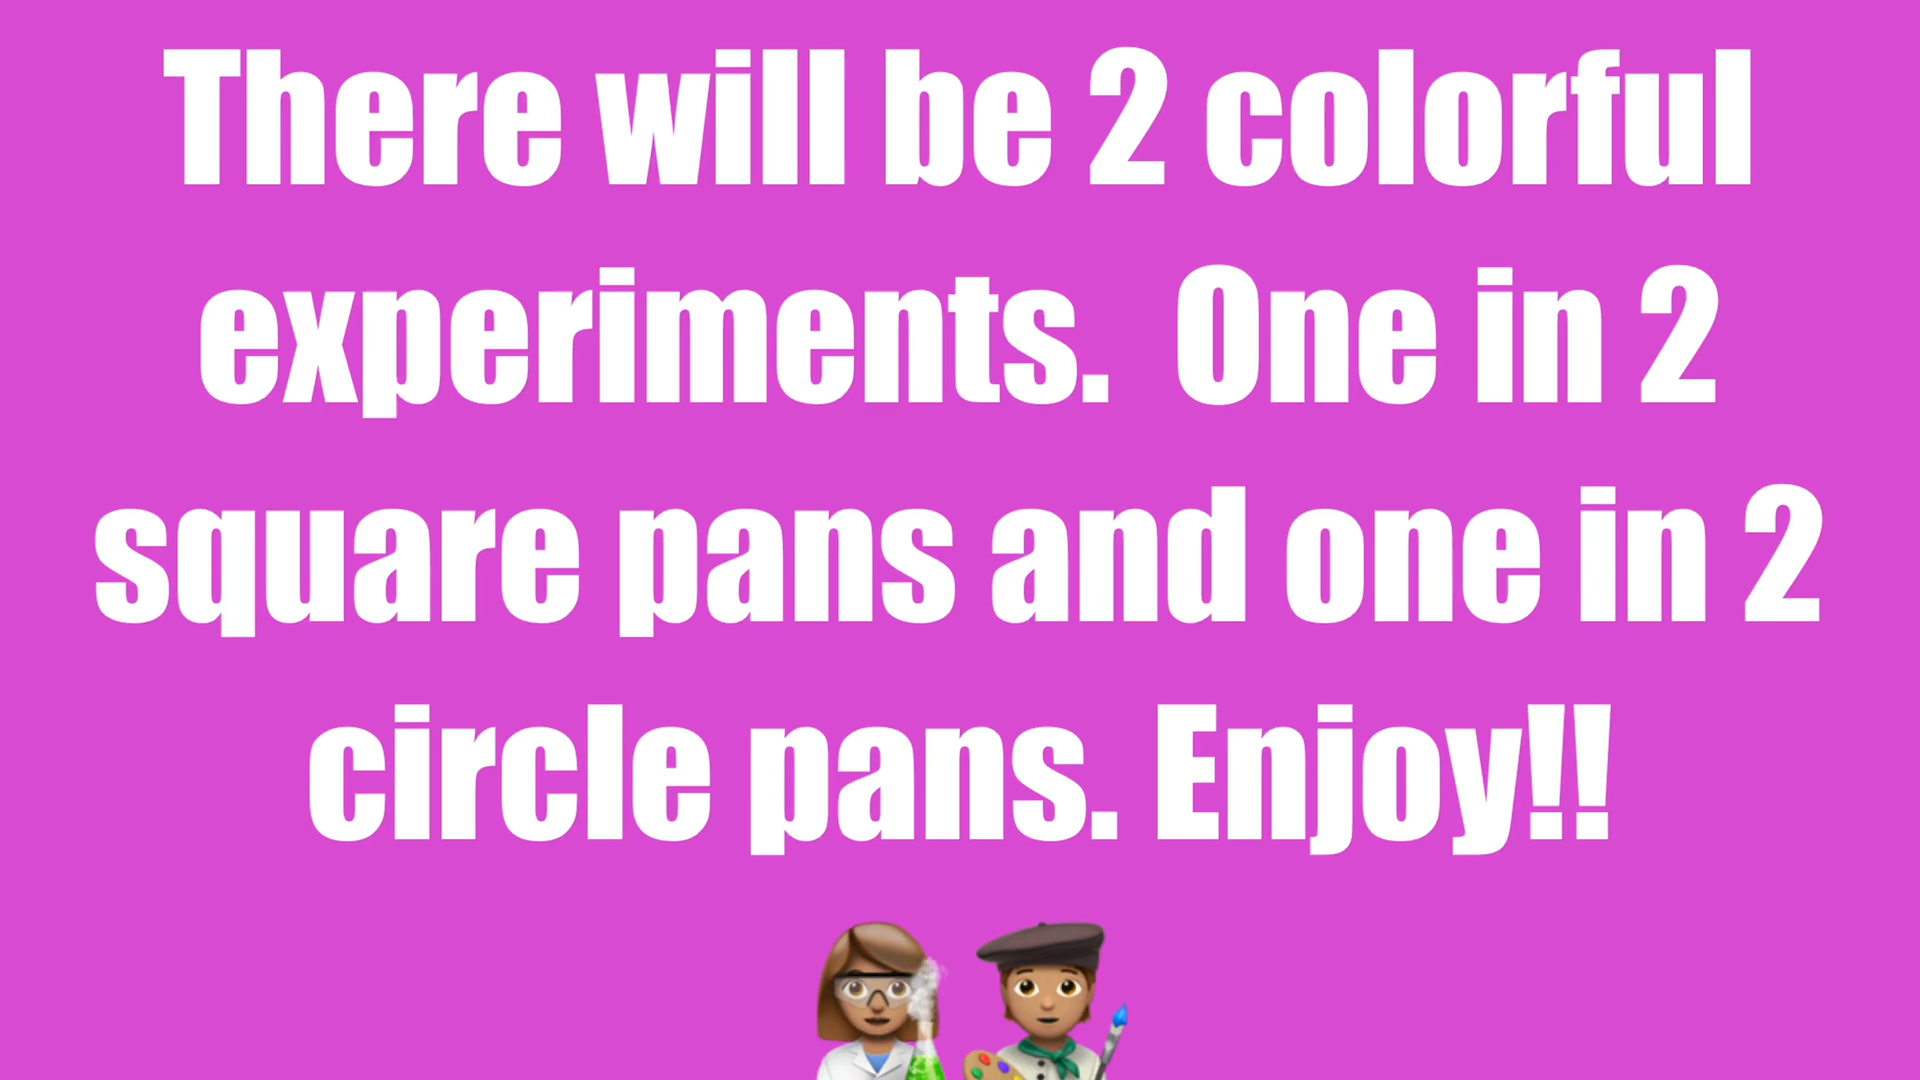 There will be 2 colorful
experiments.  One in 2
square pans and one in 2
circle pans. Enjoy!!